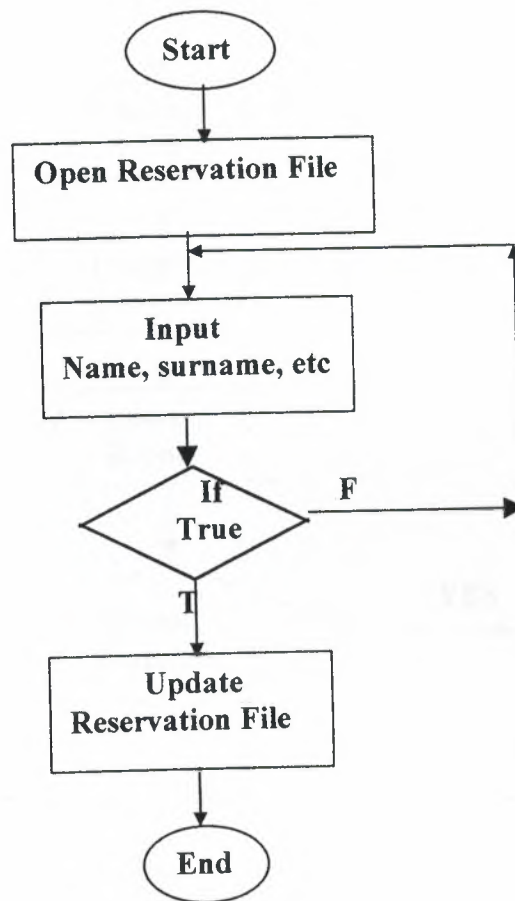 Start
Open Reservation File
Input
Name, surname, etc
If
True
F
T
Update
Reservation File
End